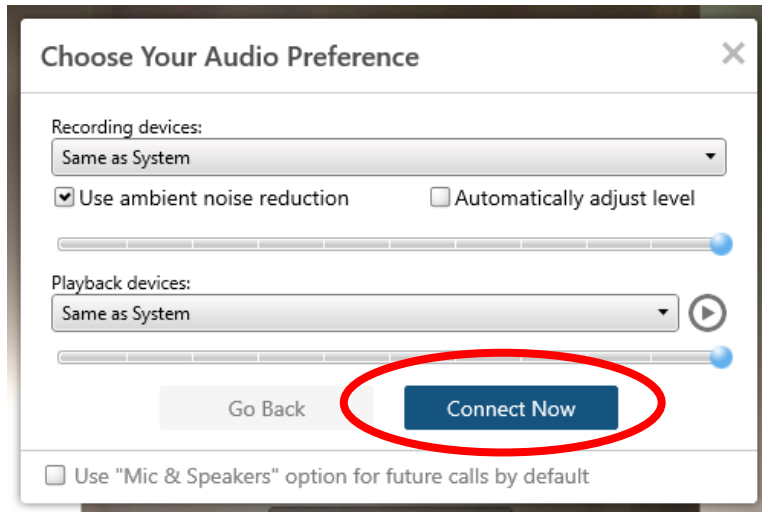 Choose Your Audio Preference
Recording devices:
Same as System
Use ambient noise reduction Automatically adjust level
Playback devices:
Same as System
Go Back Connect Now
Use "Mic & Speakers" option for future calls by default